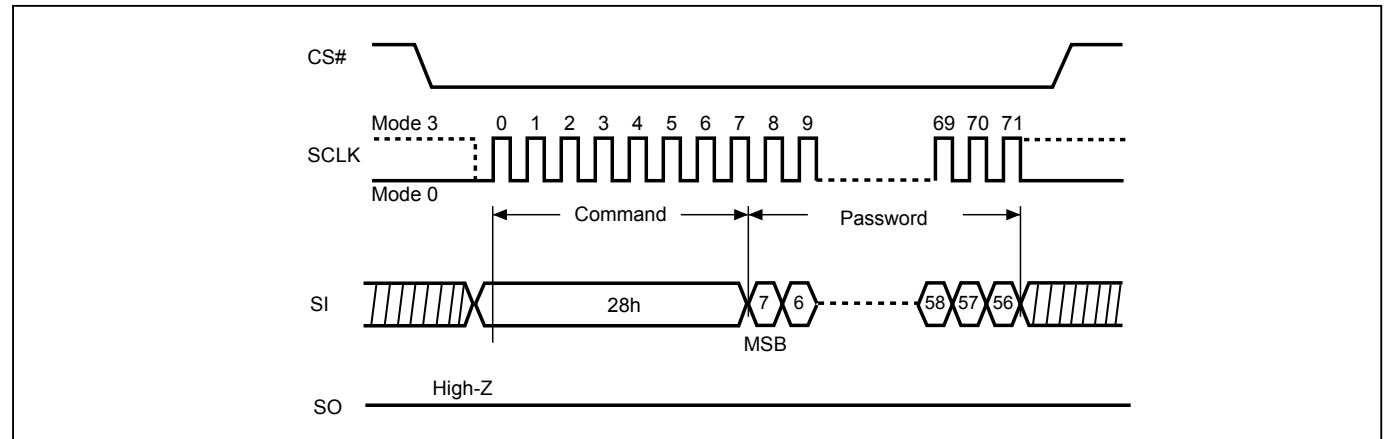 CS#
Mode 3 0 1 2 3 4 5 6 7 8 9 69 70 71
SCLK
Mode 0
Command Password
SI 28h 7 6 58 57 56
MSB
High-Z
SO